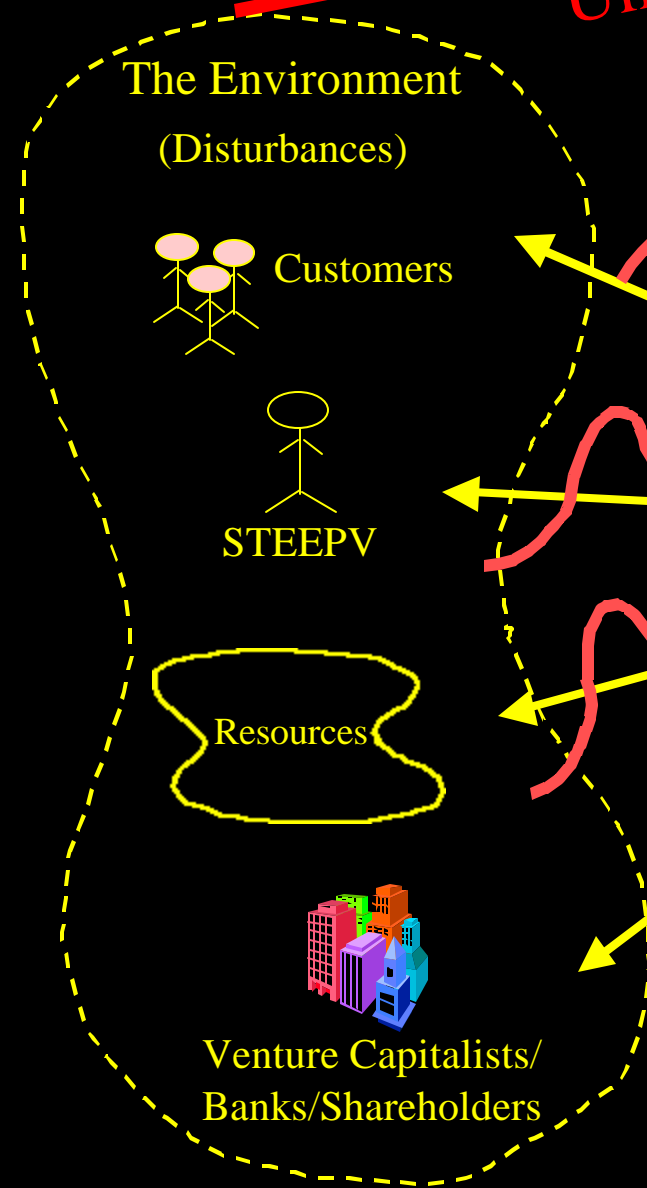 The Environment
(Disturbances)
Customers
STEEPV
Resources
Venture Capitalists/
Banks/Shareholders